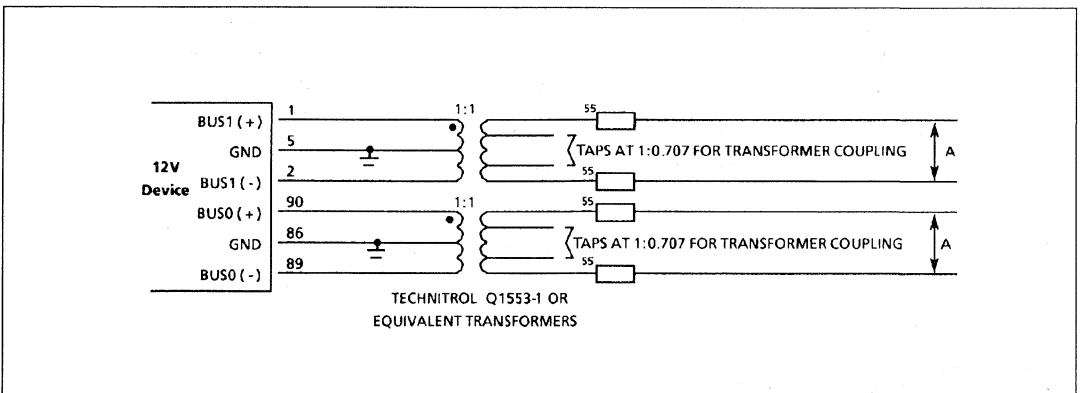 1
1:1
55
BUS1 (+)
5
GND
TAPS AT 1:0.707 FOR TRANSFORMER COUPLING
A
12V
Device
2
55
BUS1 (-)
90
1:1
55
BUS0 (+)
86
GND
TAPS AT 1:0.707 FOR TRANSFORMER COUPLING
A
89
55
BUS0 (-)
TECHNITROL Q1553-1 OR
EQUIVALENT TRANSFORMERS